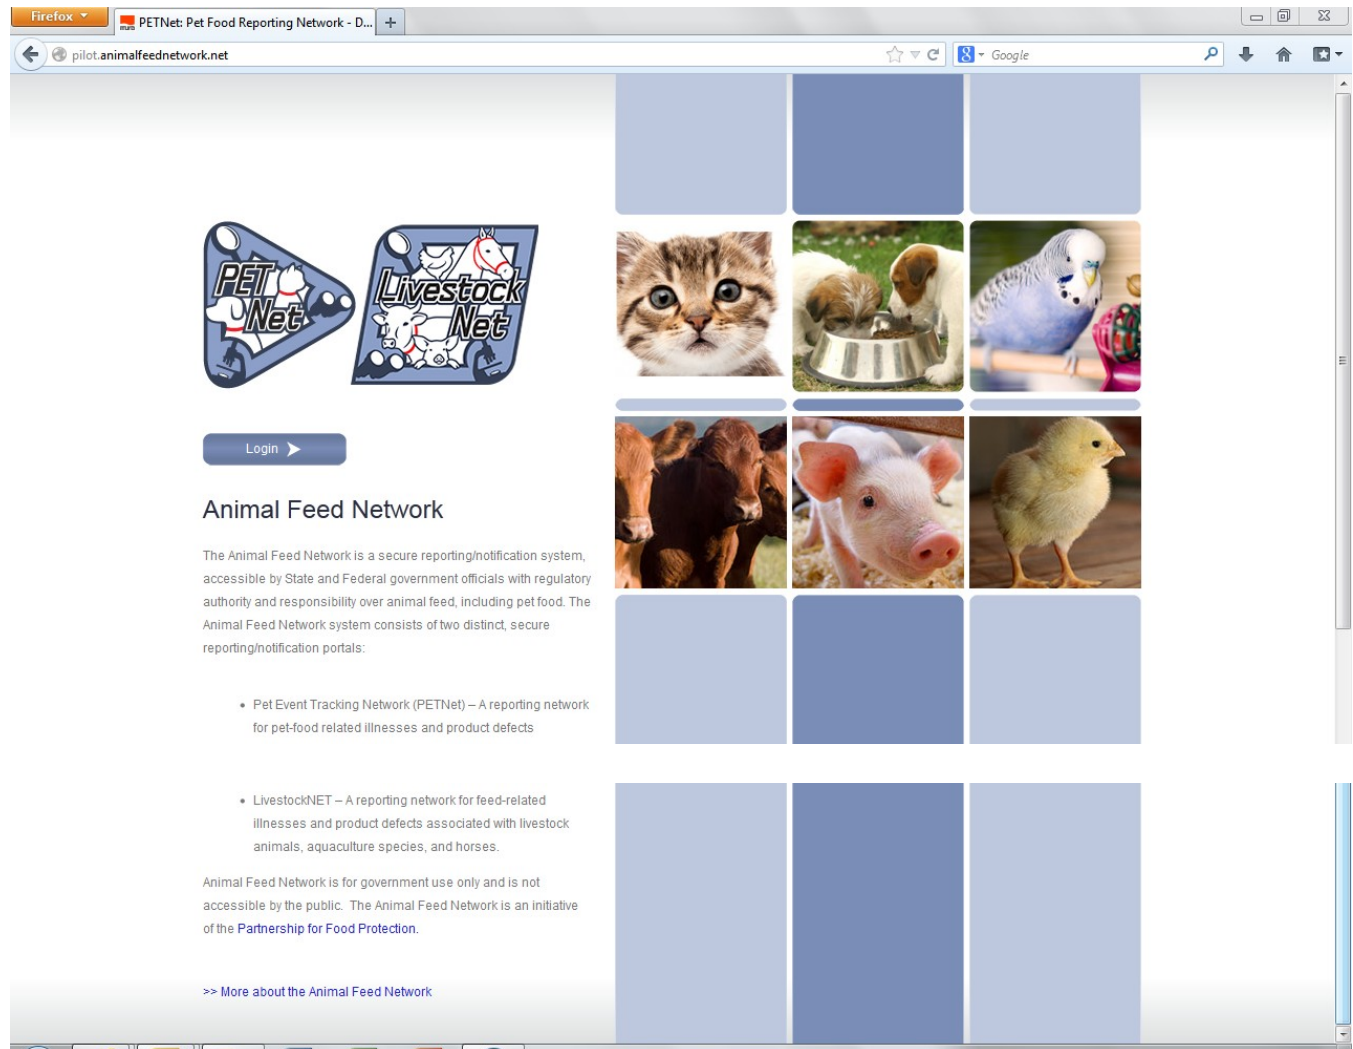 Firefox
PETNet: Pet Food Reporting Network - D...
pilot.animalfeednetwork.net
Google
PET
Net
Livestock
Net
Login
Animal Feed Network
The Animal Feed Network is a secure reporting/notification system,
accessible by State and Federal government officials with regulatory
authority and responsibility over animal feed, including pet food. The
Animal Feed Network system consists of two distinct, secure
reporting/notification portals:
• Pet Event Tracking Network (PETNet) – A reporting network
for pet-food related illnesses and product defects
• LivestockNET – A reporting network for feed-related
illnesses and product defects associated with livestock
animals, aquaculture species, and horses.
Animal Feed Network is for government use only and is not
accessible by the public. The Animal Feed Network is an initiative
of the Partnership for Food Protection.
>> More about the Animal Feed Network